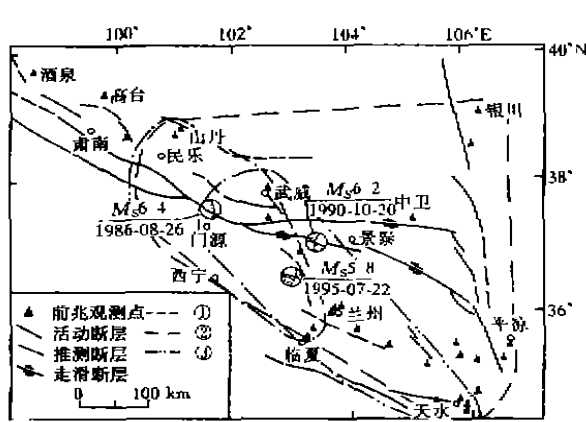 100° 102° 104° 106°E
40°N
酒泉
高台
银川
肃南
山丹
民乐
38°
武威
Ms6 4
1986-08-26
Ms6 2
1990-10-20
中卫
门源
景泰
西宁
Ms5 8
1995-07-22
36°
兰州
平凉
临夏
天水
前兆观测点 ①
活动断层 ②
推测断层 ③
走滑断层
0 100 km